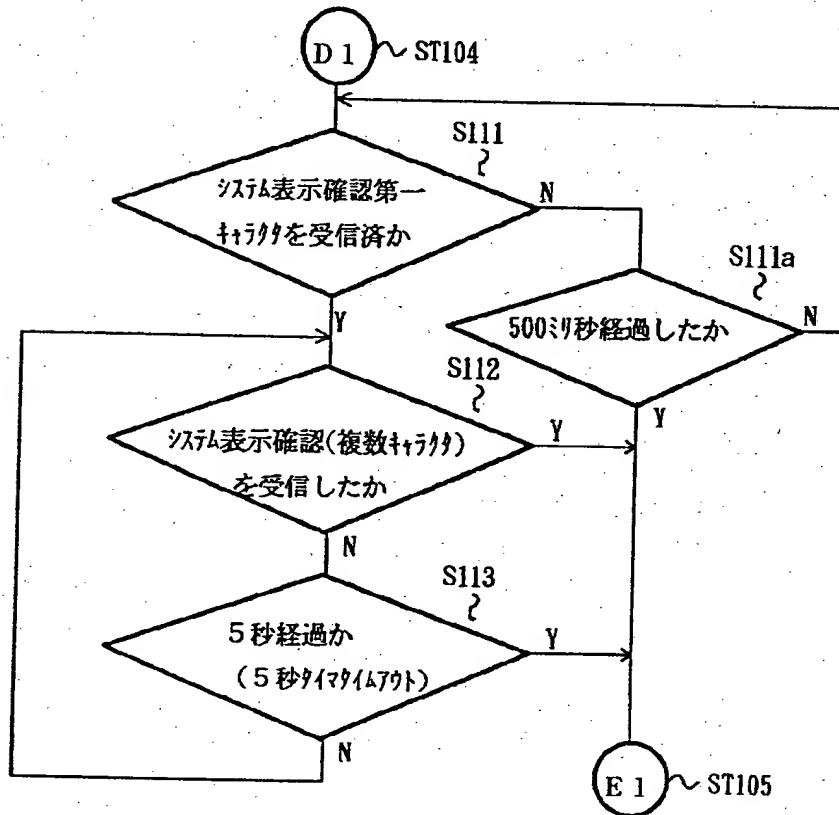 D 1
ST104
S111
システム表示確認第一
キャラクタを受信済か
N
Y
S111a
500ミリ秒経過したか
N
Y
S112
システム表示確認(複数キャラクタ)
を受信したか
Y
N
S113
5秒経過か
(5秒タイマタイムアウト)
Y
N
E 1
ST105